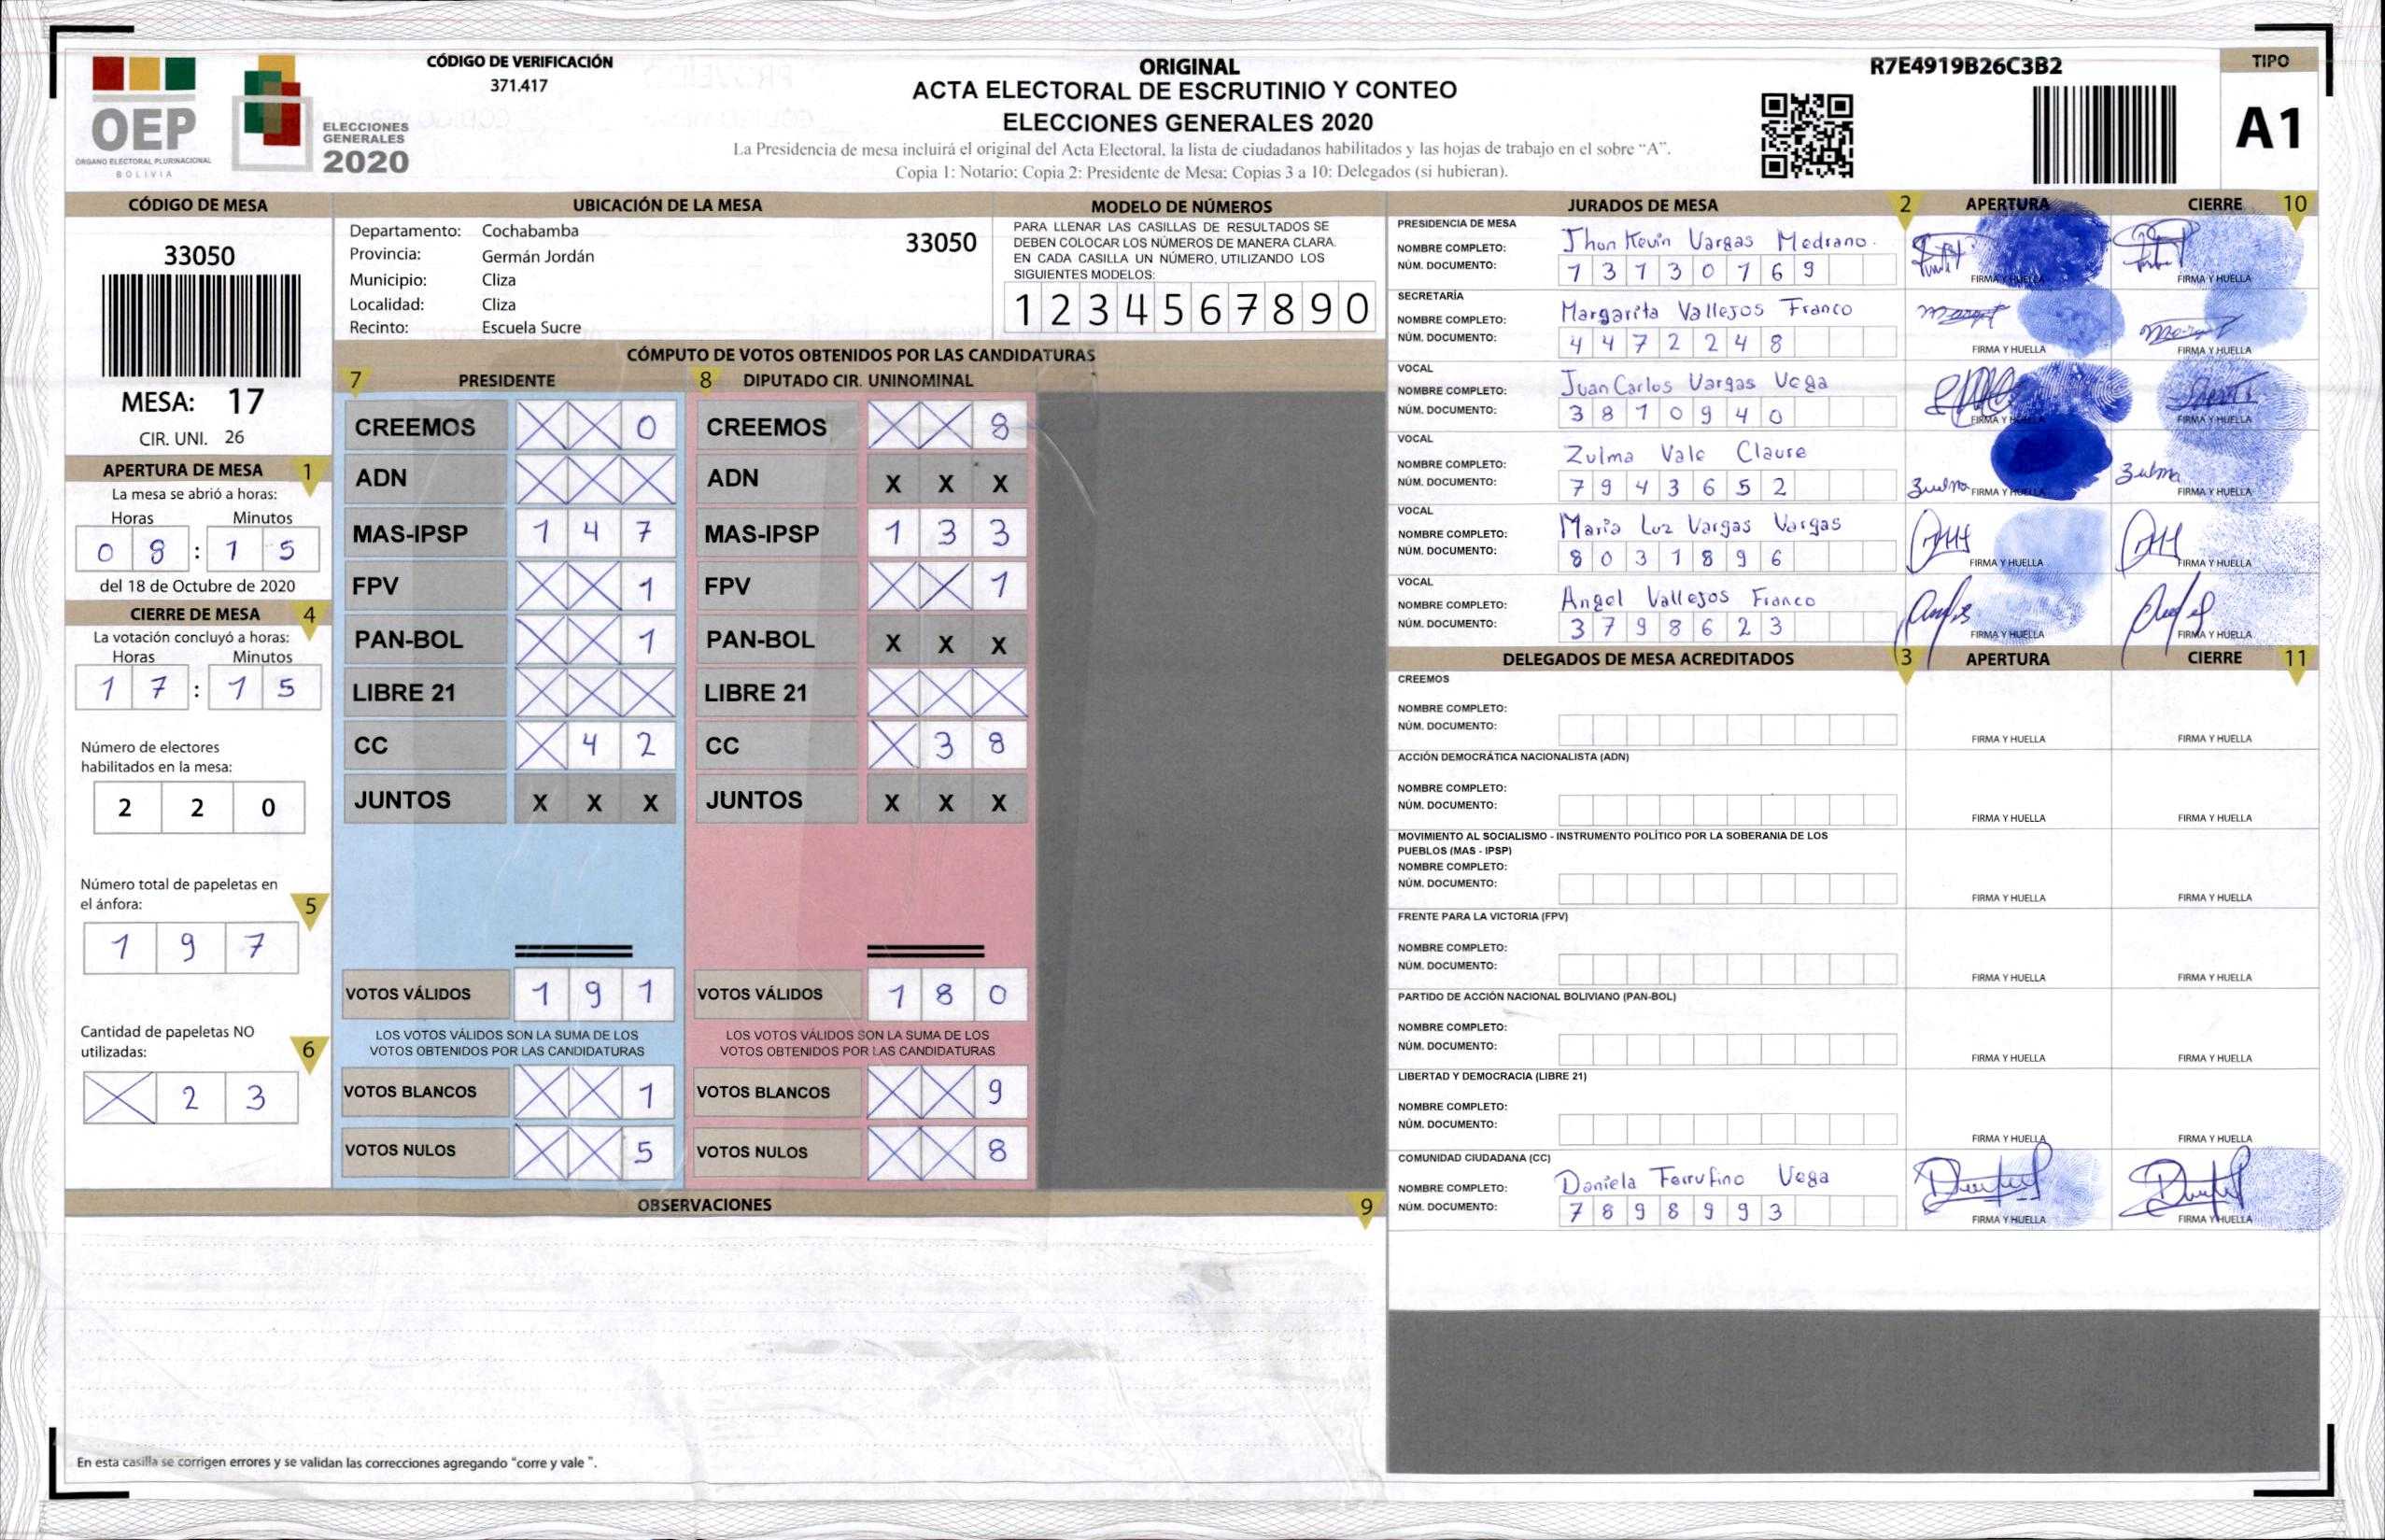 OEP
ÓRGANO ELECTORAL PLURINACIONAL
BOLIVIA
ELECCIONES
GENERALES
2020
CÓDIGO DE VERIFICACIÓN
371.417
ORIGINAL
ACTA ELECTORAL DE ESCRUTINIO Y CONTEO
ELECCIONES GENERALES 2020
La Presidencia de mesa incluirá el original del Acta Electoral, la lista de ciudadanos habilitados y las hojas de trabajo en el sobre "A".
Copia 1: Notario; Copia 2: Presidente de Mesa; Copias 3 a 10: Delegados (si hubieran).
R7E4919B26C3B2
TIPO
A1
CÓDIGO DE MESA
33050
MESA: 17
CIR. UNI. 26
APERTURA DE MESA 1
La mesa se abrió a horas:
Horas Minutos
0 8 : 1 5
del 18 de Octubre de 2020
CIERRE DE MESA 4
La votación concluyó a horas:
Horas Minutos
1 7 : 1 5
Número de electores
habilitados en la mesa:
2 2 0
Número total de papeletas en
el ánfora: 5
1 9 7
Cantidad de papeletas NO
utilizadas: 6
2 3
UBICACIÓN DE LA MESA
Departamento: Cochabamba
Provincia: Germán Jordán
Municipio: Cliza
Localidad: Cliza
Recinto: Escuela Sucre
33050
MODELO DE NÚMEROS
PARA LLENAR LAS CASILLAS DE RESULTADOS SE
DEBEN COLOCAR LOS NÚMEROS DE MANERA CLARA.
EN CADA CASILLA UN NÚMERO, UTILIZANDO LOS
SIGUIENTES MODELOS:
1 2 3 4 5 6 7 8 9 0
CÓMPUTO DE VOTOS OBTENIDOS POR LAS CANDIDATURAS
7 PRESIDENTE 8 DIPUTADO CIR. UNINOMINAL
CREEMOS X X 0 CREEMOS X X 8
ADN X X X ADN X X X
MAS-IPSP 1 4 7 MAS-IPSP 1 3 3
FPV X X 1 FPV X X 1
PAN-BOL X X 1 PAN-BOL X X X
LIBRE 21 X X X LIBRE 21 X X X
CC X 4 2 CC X 3 8
JUNTOS X X X JUNTOS X X X
VOTOS VÁLIDOS 1 9 1 VOTOS VÁLIDOS 1 8 0
LOS VOTOS VÁLIDOS SON LA SUMA DE LOS LOS VOTOS VÁLIDOS SON LA SUMA DE LOS
VOTOS OBTENIDOS POR LAS CANDIDATURAS VOTOS OBTENIDOS POR LAS CANDIDATURAS
VOTOS BLANCOS X X 1 VOTOS BLANCOS X X 9
VOTOS NULOS X X 5 VOTOS NULOS X X 8
OBSERVACIONES 9
En esta casilla se corrigen errores y se validan las correcciones agregando "corre y vale ".
JURADOS DE MESA 2 APERTURA CIERRE 10
PRESIDENCIA DE MESA
NOMBRE COMPLETO: Jhon Kevin Vargas Medrano.
NÚM. DOCUMENTO: 1 3 1 3 0 7 6 9
FIRMA Y HUELLA FIRMA Y HUELLA
SECRETARÍA
NOMBRE COMPLETO: Margarita Vallejos Franco
NÚM. DOCUMENTO: 4 4 7 2 2 4 8
FIRMA Y HUELLA FIRMA Y HUELLA
VOCAL
NOMBRE COMPLETO: Juan Carlos Vargas Vega
NÚM. DOCUMENTO: 3 8 1 0 9 4 0
FIRMA Y HUELLA FIRMA Y HUELLA
VOCAL
NOMBRE COMPLETO: Zulma Vale Claure
NÚM. DOCUMENTO: 7 9 4 3 6 5 2
Zulma FIRMA Y HUELLA Zulma FIRMA Y HUELLA
VOCAL
NOMBRE COMPLETO: Maria Luz Vargas Vargas
NÚM. DOCUMENTO: 8 0 3 1 8 9 6
FIRMA Y HUELLA FIRMA Y HUELLA
VOCAL
NOMBRE COMPLETO: Angel Vallejos Franco
NÚM. DOCUMENTO: 3 7 9 8 6 2 3
FIRMA Y HUELLA FIRMA Y HUELLA
DELEGADOS DE MESA ACREDITADOS 3 APERTURA CIERRE 11
CREEMOS
NOMBRE COMPLETO:
NÚM. DOCUMENTO:
FIRMA Y HUELLA FIRMA Y HUELLA
ACCIÓN DEMOCRÁTICA NACIONALISTA (ADN)
NOMBRE COMPLETO:
NÚM. DOCUMENTO:
FIRMA Y HUELLA FIRMA Y HUELLA
MOVIMIENTO AL SOCIALISMO - INSTRUMENTO POLÍTICO POR LA SOBERANIA DE LOS
PUEBLOS (MAS - IPSP)
NOMBRE COMPLETO:
NÚM. DOCUMENTO:
FIRMA Y HUELLA FIRMA Y HUELLA
FRENTE PARA LA VICTORIA (FPV)
NOMBRE COMPLETO:
NÚM. DOCUMENTO:
FIRMA Y HUELLA FIRMA Y HUELLA
PARTIDO DE ACCIÓN NACIONAL BOLIVIANO (PAN-BOL)
NOMBRE COMPLETO:
NÚM. DOCUMENTO:
FIRMA Y HUELLA FIRMA Y HUELLA
LIBERTAD Y DEMOCRACIA (LIBRE 21)
NOMBRE COMPLETO:
NÚM. DOCUMENTO:
FIRMA Y HUELLA FIRMA Y HUELLA
COMUNIDAD CIUDADANA (CC)
NOMBRE COMPLETO: Daniela Ferrufino Vega
NÚM. DOCUMENTO: 7 8 9 8 9 9 3
FIRMA Y HUELLA FIRMA Y HUELLA